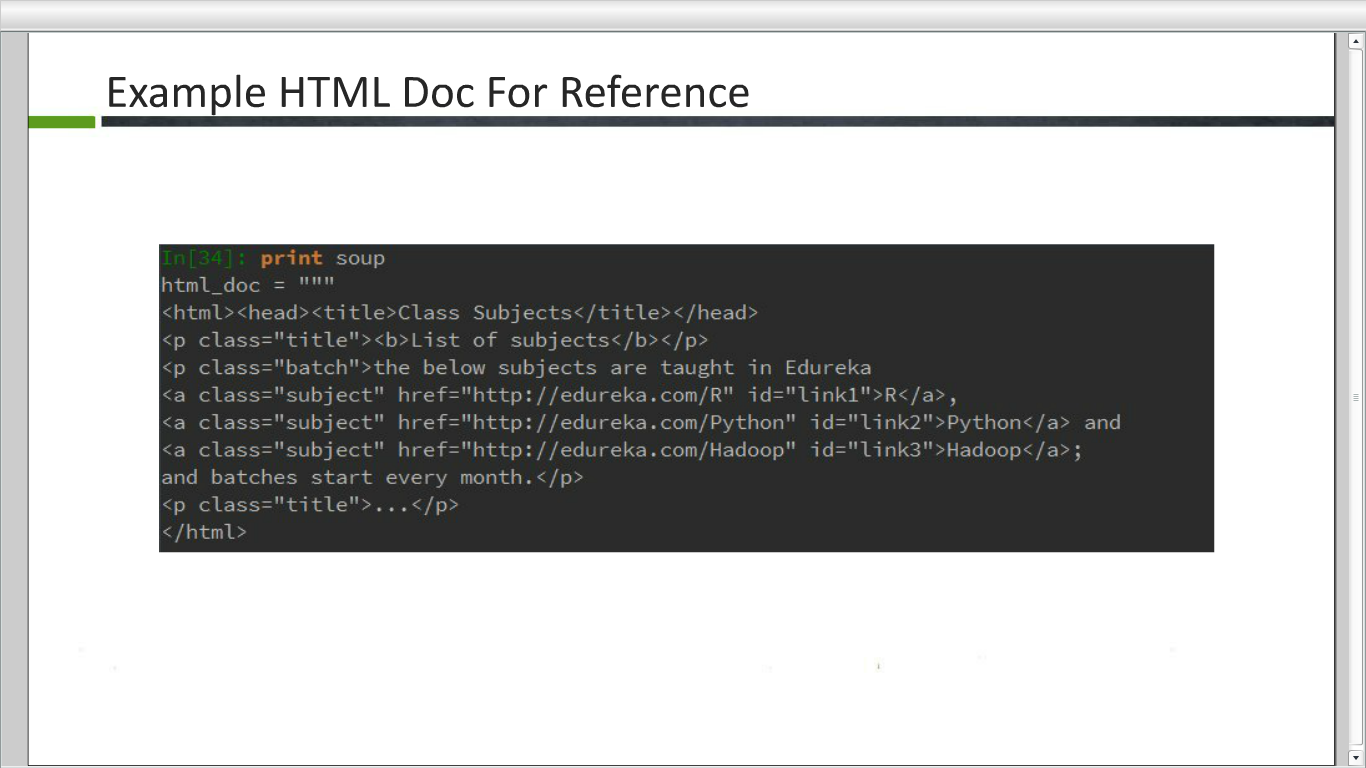 Example HTML Doc For Reference
In[34]: print soup
html_doc = """
<html><head><title>Class Subjects</title></head>
<p class="title"><b>List of subjects</b></p>
<p class="batch">the below subjects are taught in Edureka
<a class="subject" href="http://edureka.com/R" id="link1">R</a>,
<a class="subject" href="http://edureka.com/Python" id="link2">Python</a> and
<a class="subject" href="http://edureka.com/Hadoop" id="link3">Hadoop</a>;
and batches start every month.</p>
<p class="title">...</p>
</html>